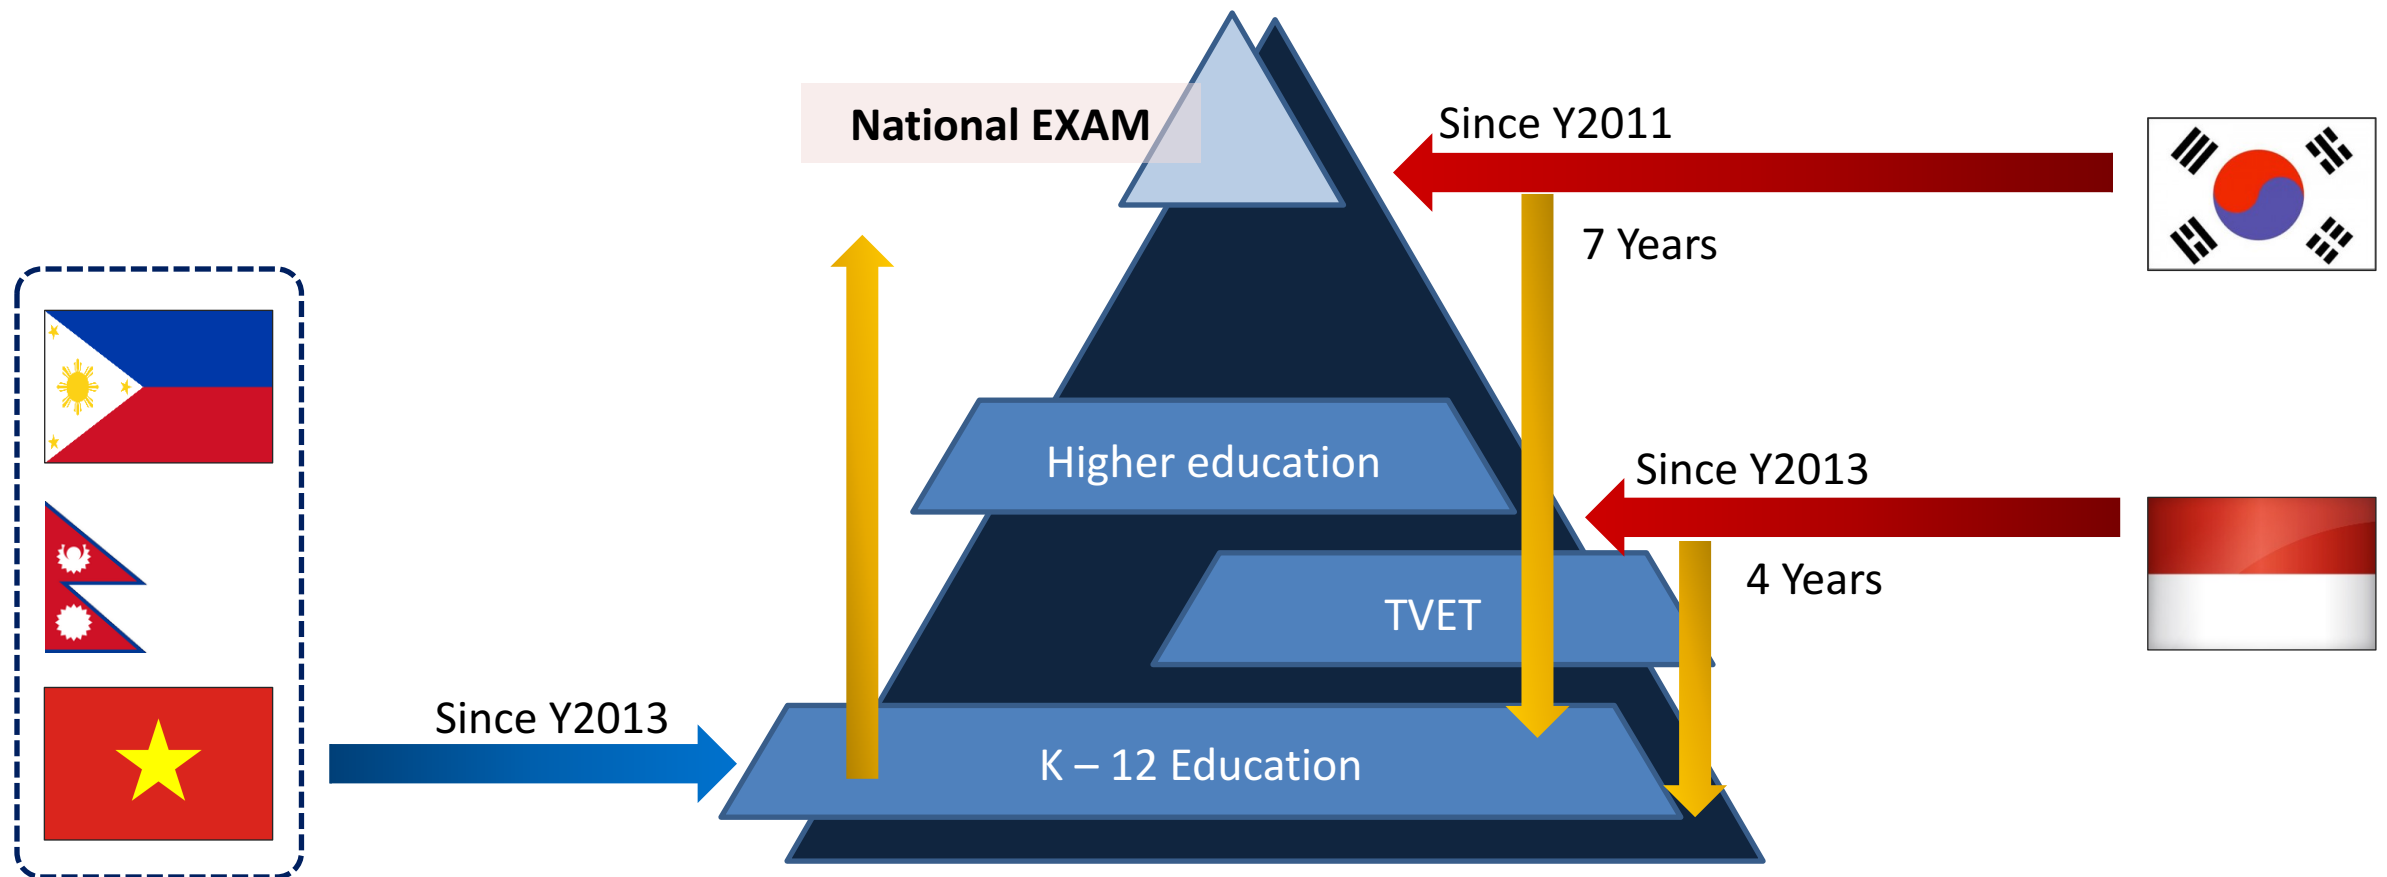 National EXAM
Since Y2011
7 Years
Higher education
Since Y2013
4 Years
TVET
Since Y2013
K – 12 Education